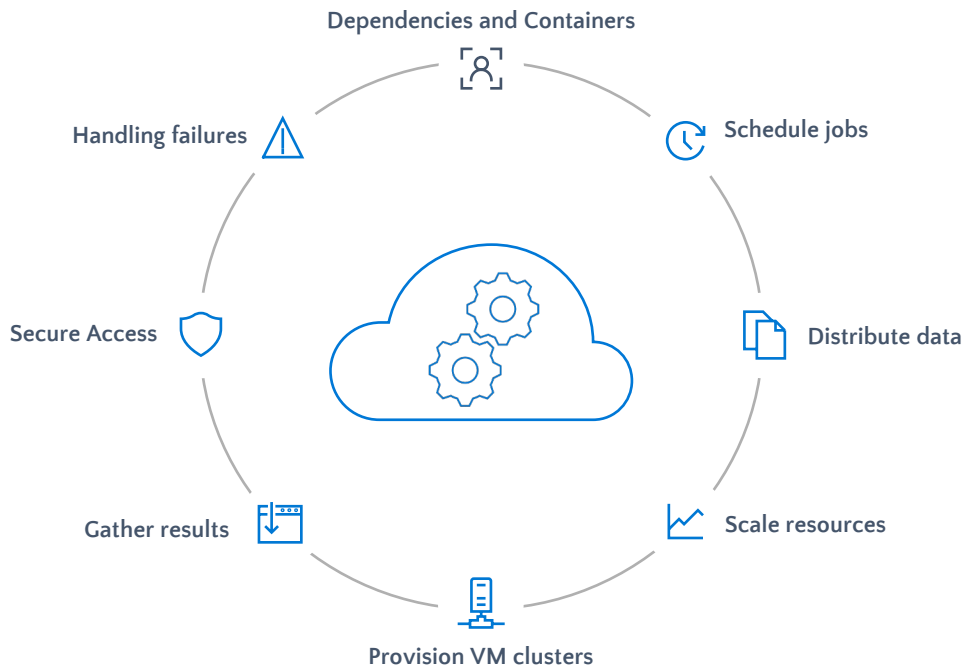 Dependencies and Containers
Schedule jobs
Handling failures
Secure Access
Distribute data
Gather results
Scale resources
Provision VM clusters